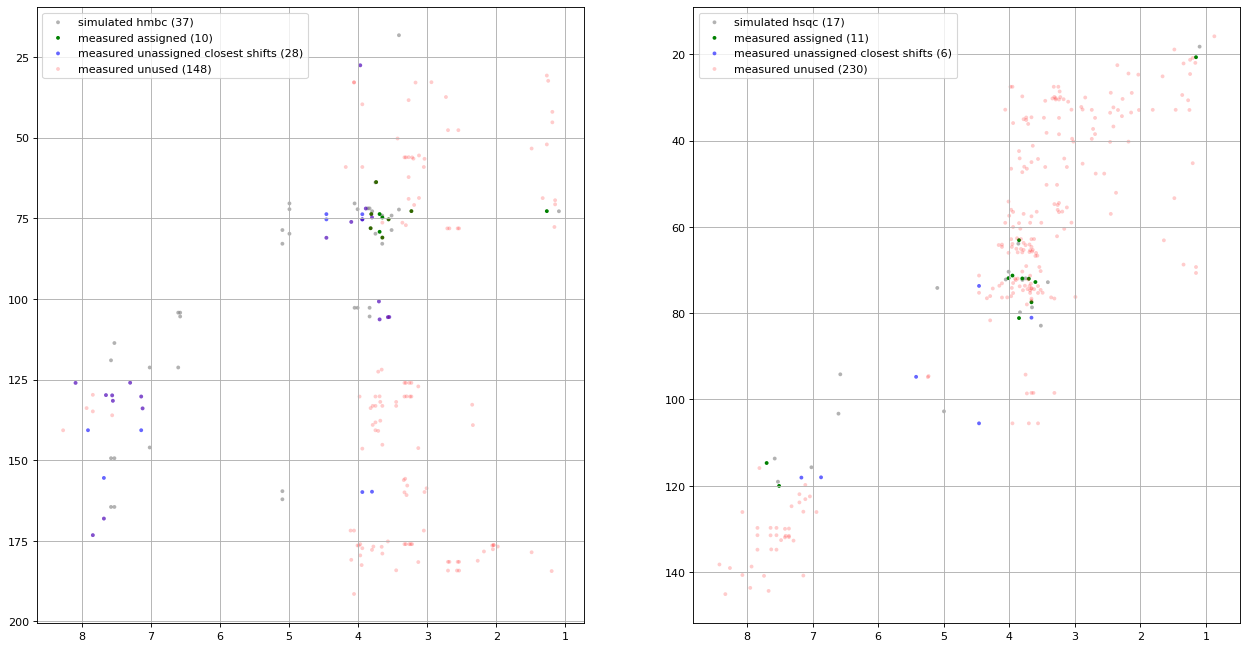 simulated hmbc (37)
measured assigned (10)
measured unassigned closest shifts (28)
measured unused (148)
25
50
75
100
125
150
175
200
8 7 6 5 4 3 2 1
simulated hsqc (17)
measured assigned (11)
measured unassigned closest shifts (6)
measured unused (230)
20
40
60
80
100
120
140
8 7 6 5 4 3 2 1